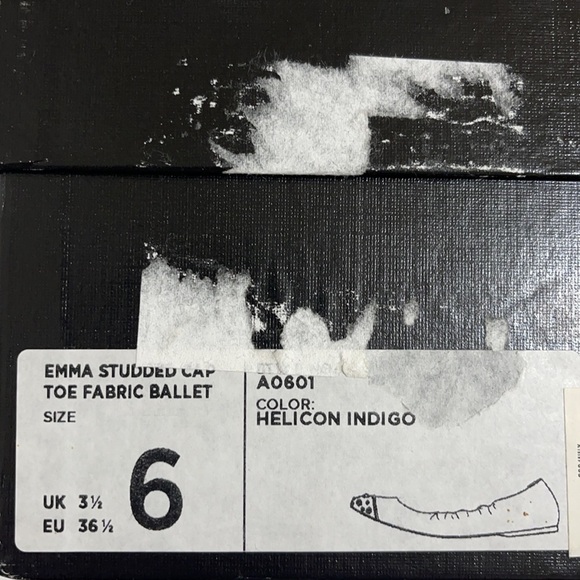 EMMA STUDDED CAP
TOE FABRIC BALLET
SIZE
6
UK 3½
EU 36½
A0601
COLOR:
HELICON INDIGO